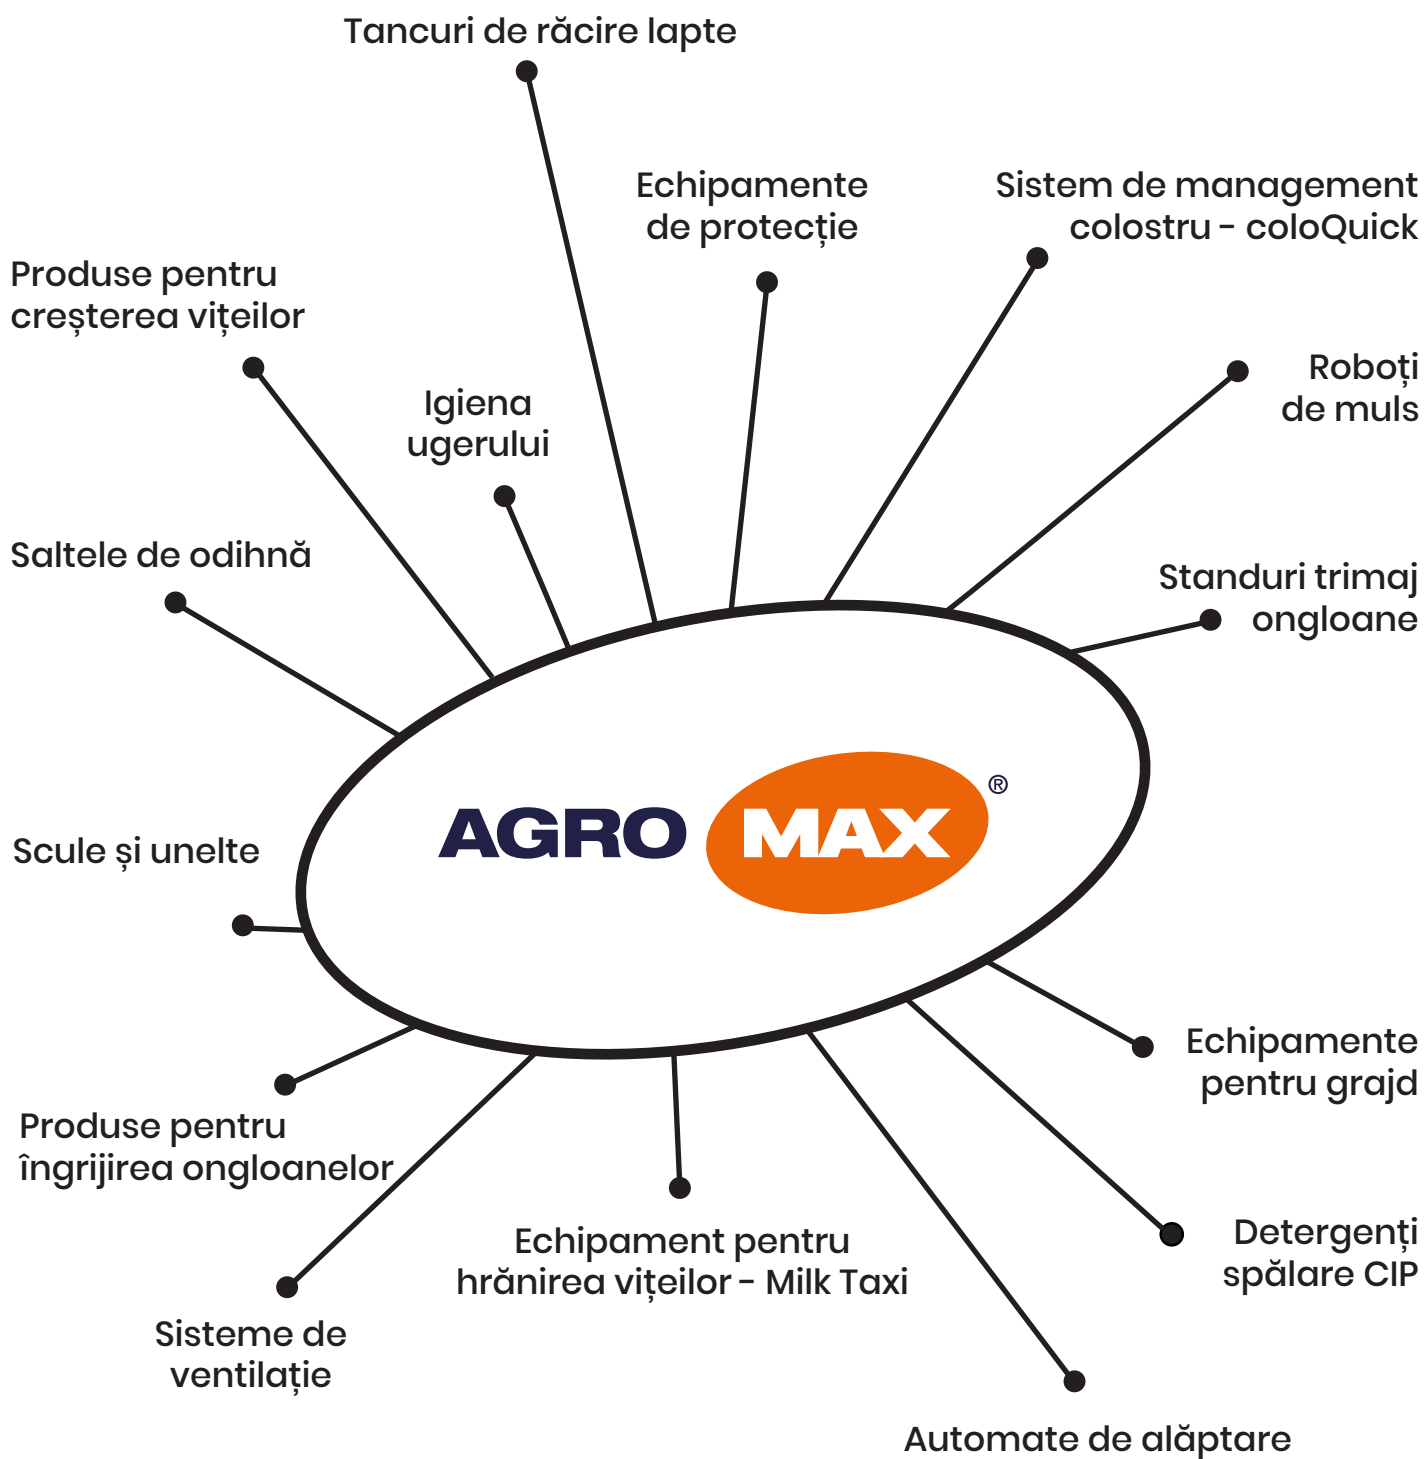 Tancuri de răcire lapte
Echipamente
de protecție
Sistem de management
colostru - coloQuick
Produse pentru
creșterea vițeilor
Roboți
de muls
Igiena
ugerului
Saltele de odihnă
Standuri trimaj
ongloane
AGRO MAX ®
Scule și unelte
Echipamente
pentru grajd
Produse pentru
îngrijirea ongloanelor
Detergenți
spălare CIP
Echipament pentru
hrănirea vițeilor - Milk Taxi
Sisteme de
ventilație
Automate de alăptare